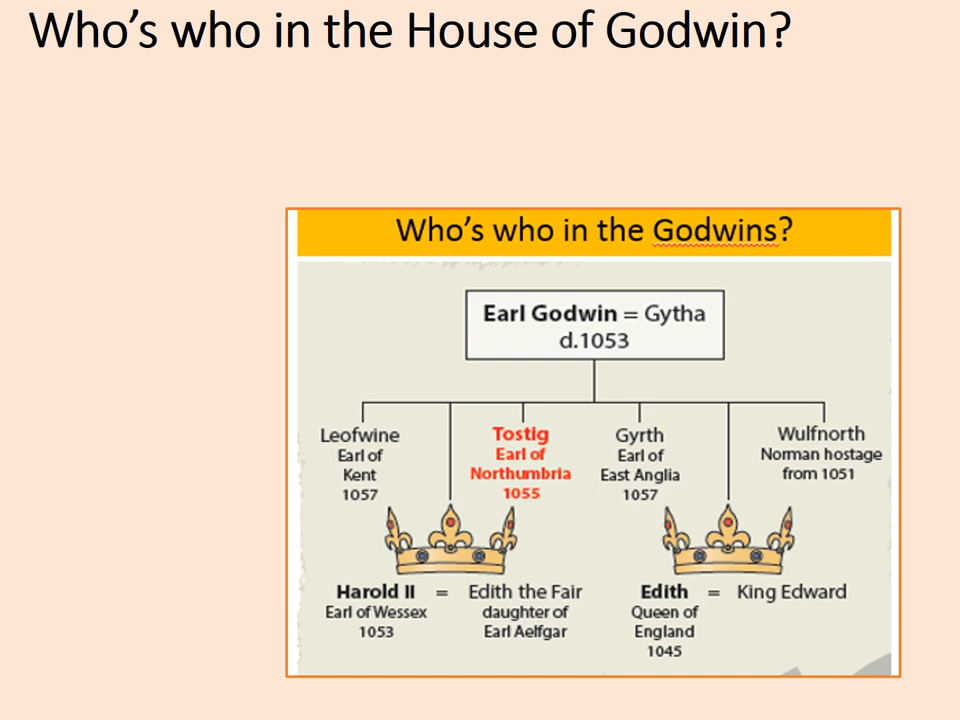 Who's who in the House of Godwin?
Who's who in the Godwins?
Earl Godwin = Gytha
d.1053
Leofwine
Earl of
Kent
1057
Tostig
Earl of
Northumbria
1055
Gyrth
Earl of
East Anglia
1057
Wulfnorth
Norman hostage
from 1051
Harold II = Edith the Fair
Earl of Wessex daughter of
1053 Earl Aelfgar
Edith = King Edward
Queen of
England
1045